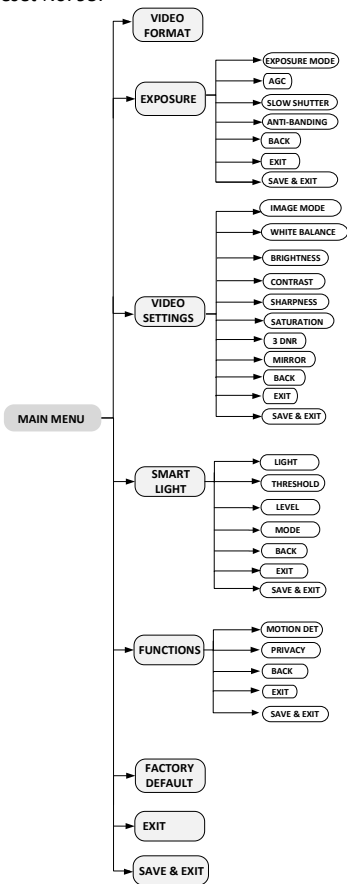 VIDEO
FORMAT
EXPOSURE
EXPOSURE MODE
AGC
SLOW SHUTTER
ANTI-BANDING
BACK
EXIT
SAVE & EXIT
VIDEO
SETTINGS
IMAGE MODE
WHITE BALANCE
BRIGHTNESS
CONTRAST
SHARPNESS
SATURATION
3 DNR
MIRROR
BACK
EXIT
SAVE & EXIT
MAIN MENU
SMART
LIGHT
LIGHT
THRESHOLD
LEVEL
MODE
BACK
EXIT
SAVE & EXIT
FUNCTIONS
MOTION DET
PRIVACY
BACK
EXIT
SAVE & EXIT
FACTORY
DEFAULT
EXIT
SAVE & EXIT